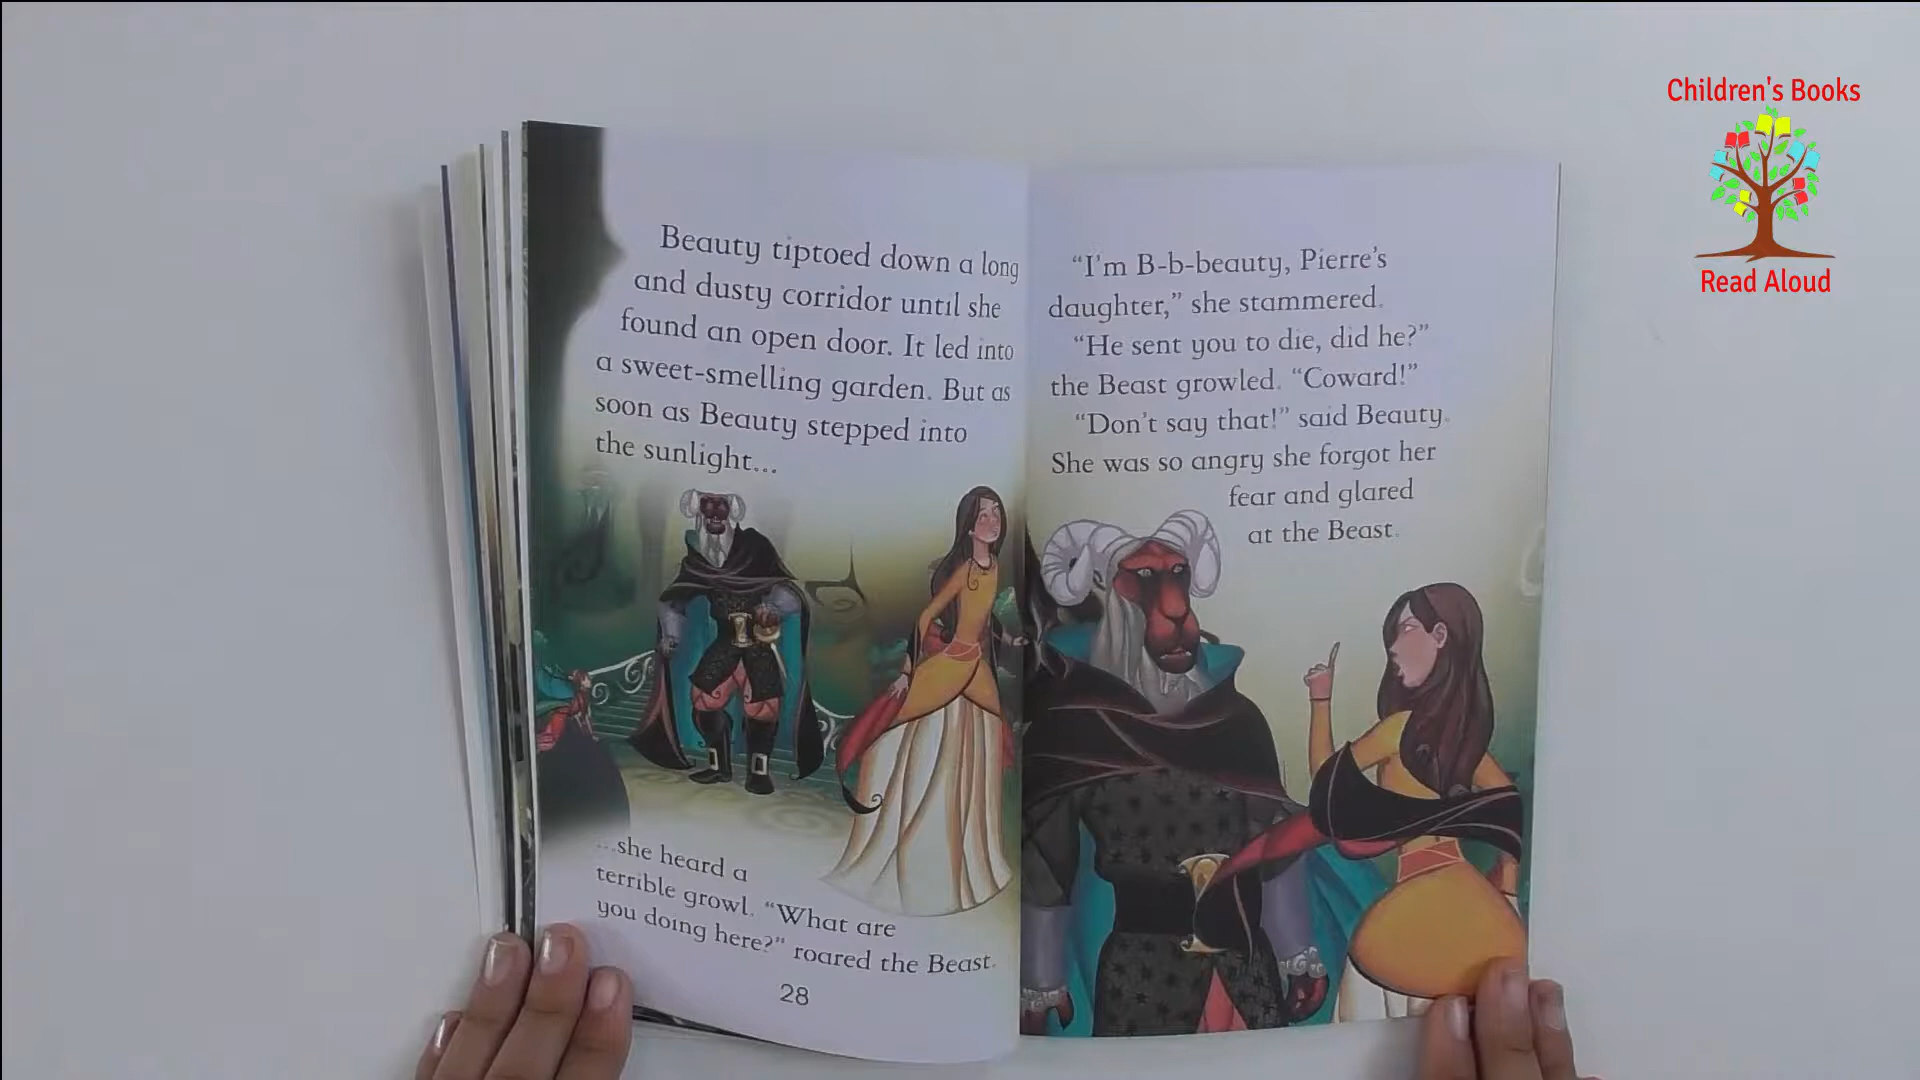 Beauty tiptoed down a long
and dusty corridor until she
found an open door. It led into
a sweet-smelling garden. But as
soon as Beauty stepped into
the sunlight...
...she heard a
terrible growl. “What are
you doing here?” roared the Beast.
28
“I'm B-b-beauty, Pierre's
daughter,” she stammered.
“He sent you to die, did he?”
the Beast growled. “Coward!”
“Don't say that!” said Beauty.
She was so angry she forgot her
fear and glared
at the Beast.
Children's Books
Read Aloud